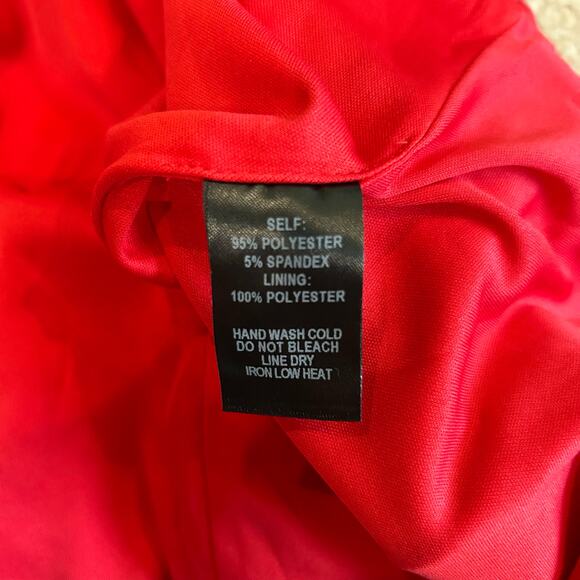 SELF:
95% POLYESTER
5% SPANDEX
LINING:
100% POLYESTER
HAND WASH COLD
DO NOT BLEACH
LINE DRY
IRON LOW HEAT